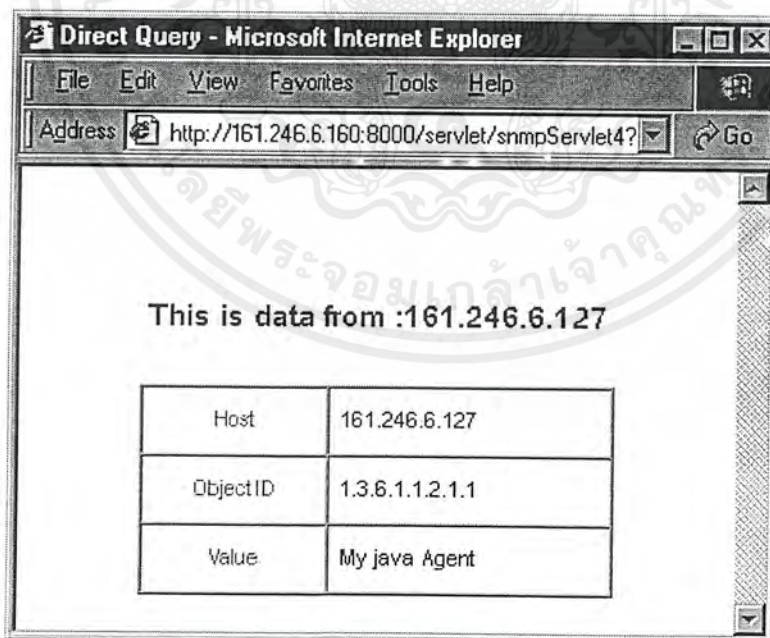 Direct Query - Microsoft Internet Explorer
File Edit View Favorites Tools Help
Address http://161.246.6.160:8000/servlet/snmpServlet4? Go
This is data from :161.246.6.127
Host 161.246.6.127
ObjectID 1.3.6.1.1.2.1.1
Value My java Agent